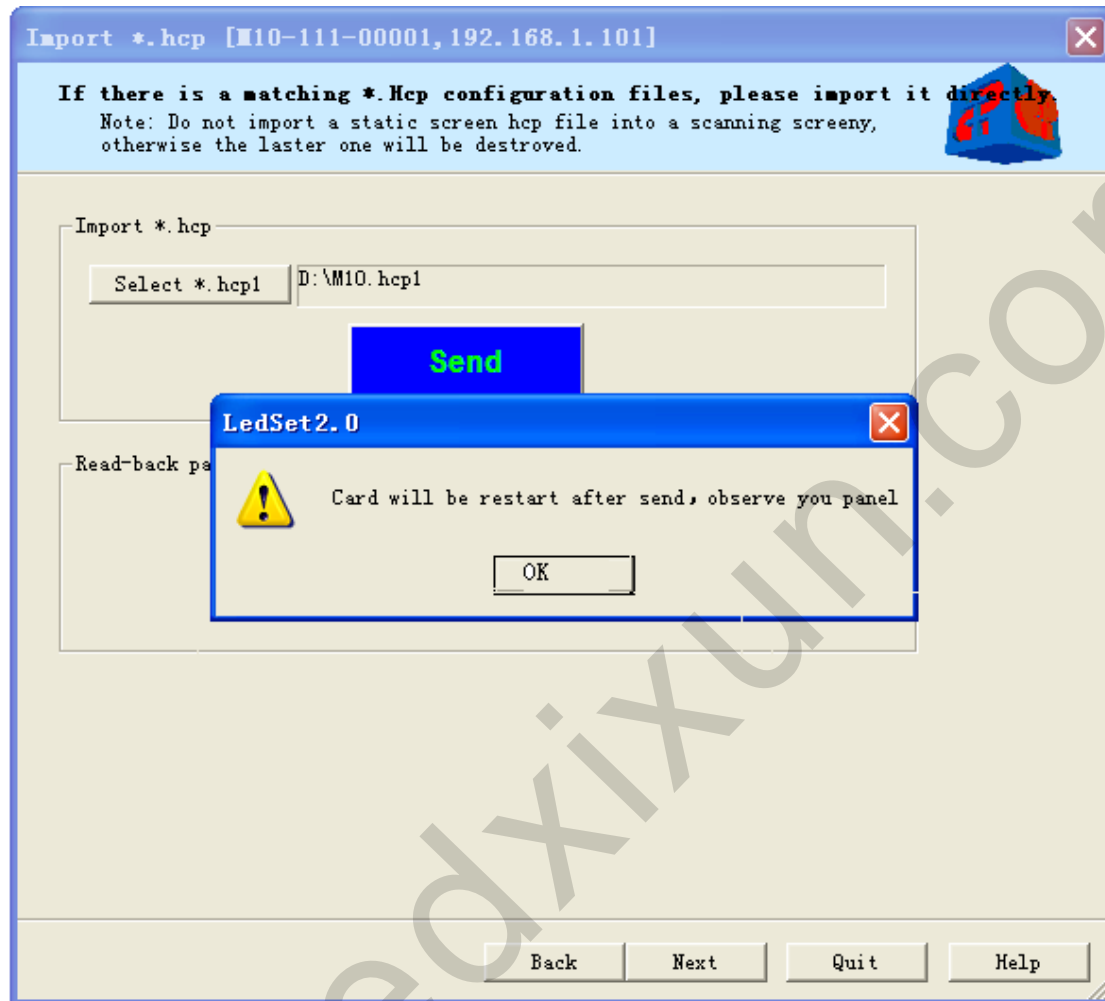 Import *.hcp [M10-111-00001,192.168.1.101]
If there is a matching *.Hcp configuration files, please import it directly.
Note: Do not import a static screen hcp file into a scanning screeny,
otherwise the laster one will be destroved.
Import *.hcp
Select *.hcp1
D:\M10.hcp1
Send
LedSet2.0
Read-back pa
Card will be restart after send, observe you panel
OK
Back
Next
Quit
Help
edxixun.com